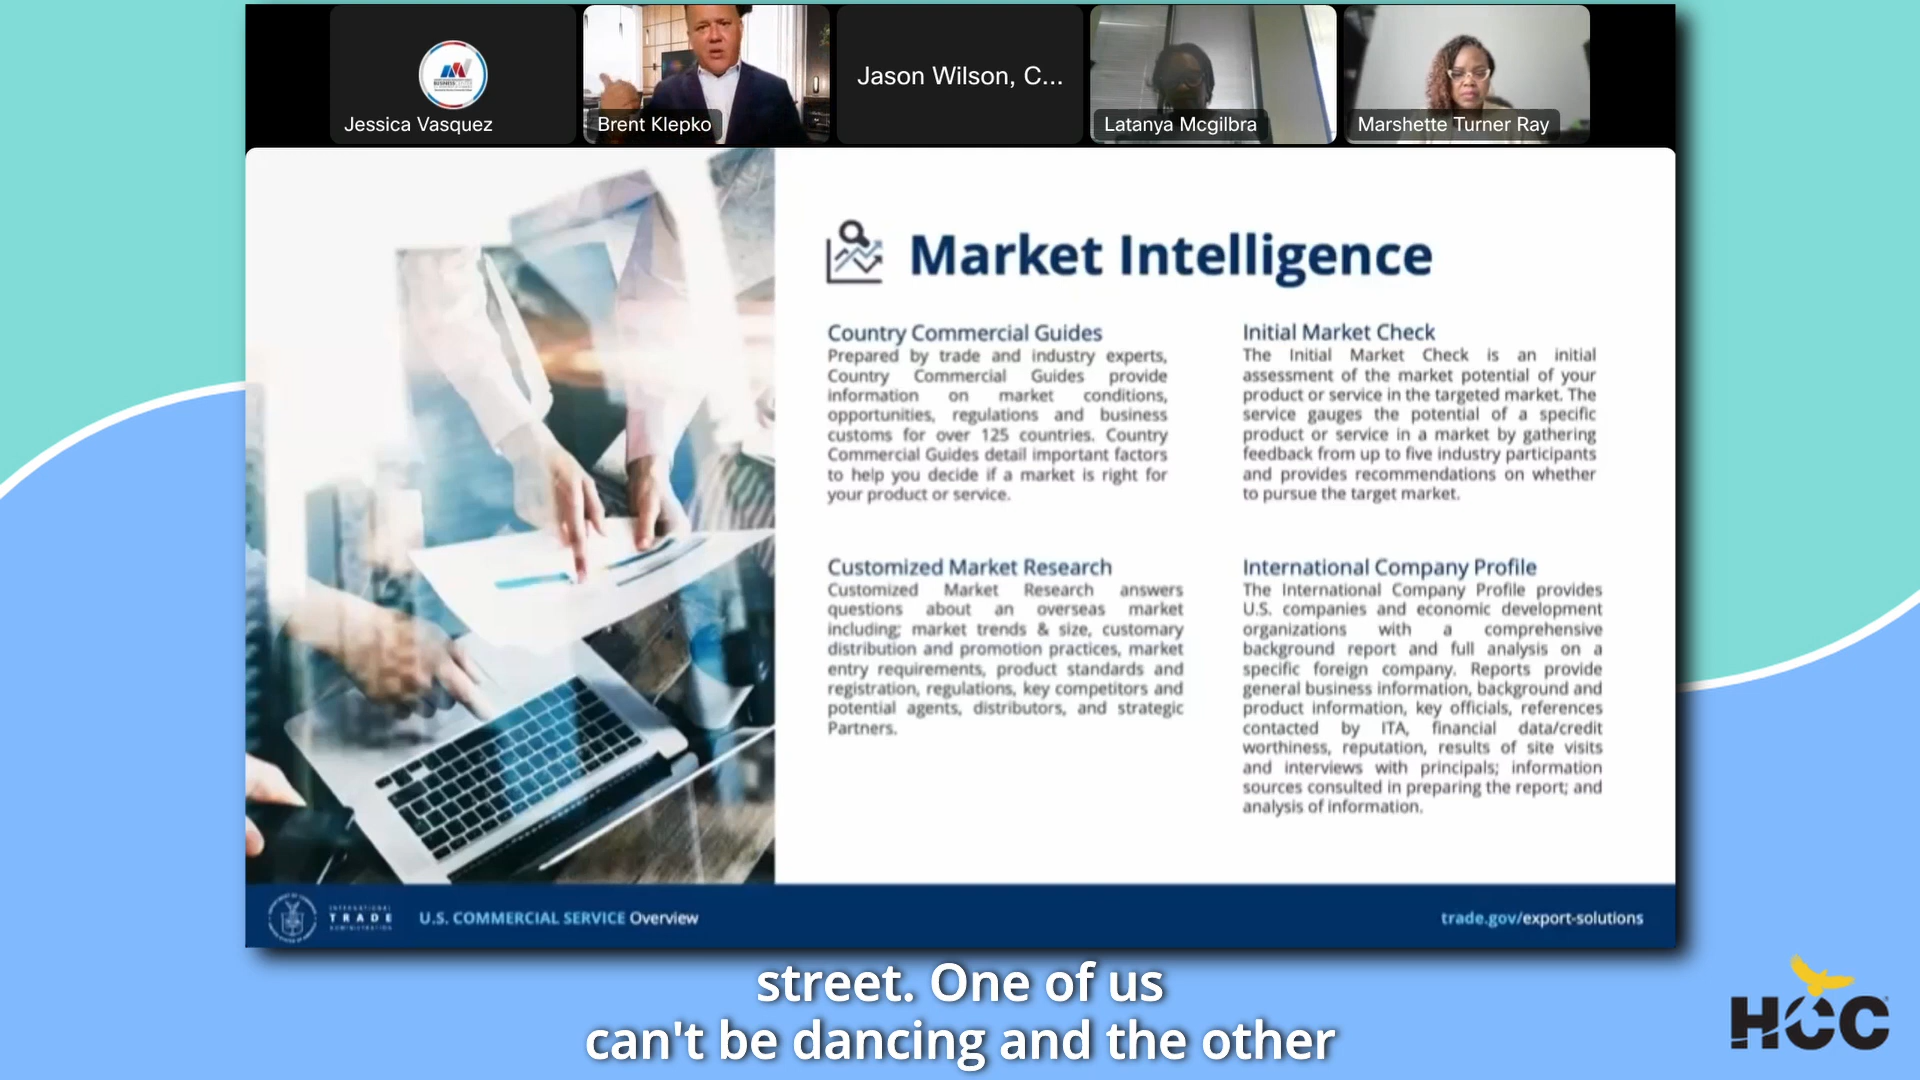 Jessica Vasquez
Brent Klepko
Jason Wilson, C...
Latanya Mcgilbra
Marshette Turner Ray
Market Intelligence
Country Commercial Guides
Prepared by trade and industry experts,
Country Commercial Guides provide
information on market conditions,
opportunities, regulations and business
customs for over 125 countries. Country
Commercial Guides detail important factors
to help you decide if a market is right for
your product or service.
Initial Market Check
The Initial Market Check is an initial
assessment of the market potential of your
product or service in the targeted market. The
service gauges the potential of a specific
product or service in a market by gathering
feedback from up to five industry participants
and provides recommendations on whether
to pursue the target market.
Customized Market Research
Customized Market Research answers
questions about an overseas market
including; market trends & size, customary
distribution and promotion practices, market
entry requirements, product standards and
registration, regulations, key competitors and
potential agents, distributors, and strategic
Partners.
International Company Profile
The International Company Profile provides
U.S. companies and economic development
organizations with a comprehensive
background report and full analysis on a
specific foreign company. Reports provide
general business information, background and
product information, key officials, references
contacted by ITA, financial data/credit
worthiness, reputation, results of site visits
and interviews with principals; information
sources consulted in preparing the report; and
analysis of information.
INTERNATIONAL
TRADE
ADMINISTRATION
U.S. COMMERCIAL SERVICE Overview
trade.gov/export-solutions
street. One of us
can't be dancing and the other
HCC